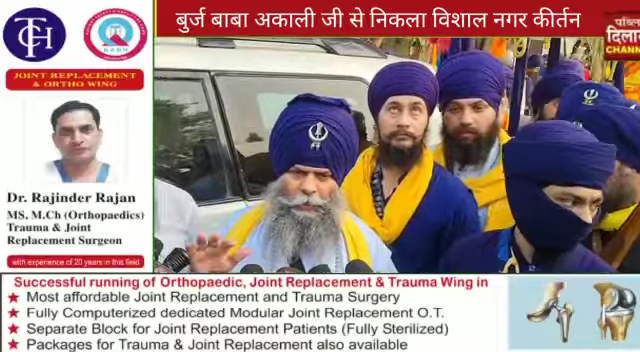 बुर्ज बाबा अकाली जी से निकला विशाल नगर कीर्तन
TCH
JOINT REPLACEMENT
& ORTHO WING
Dr. Rajinder Rajan
MS, M.Ch (Orthopaedics)
Trauma & Joint
Replacement Surgeon
with experience of 20 years in this field
Successful running of Orthopaedic, Joint Replacement & Trauma Wing in
★ Most affordable Joint Replacement and Trauma Surgery
★ Fully Computerized dedicated Modular Joint Replacement O.T.
★ Separate Block for Joint Replacement Patients (Fully Sterilized)
★ Packages for Trauma & Joint Replacement also available